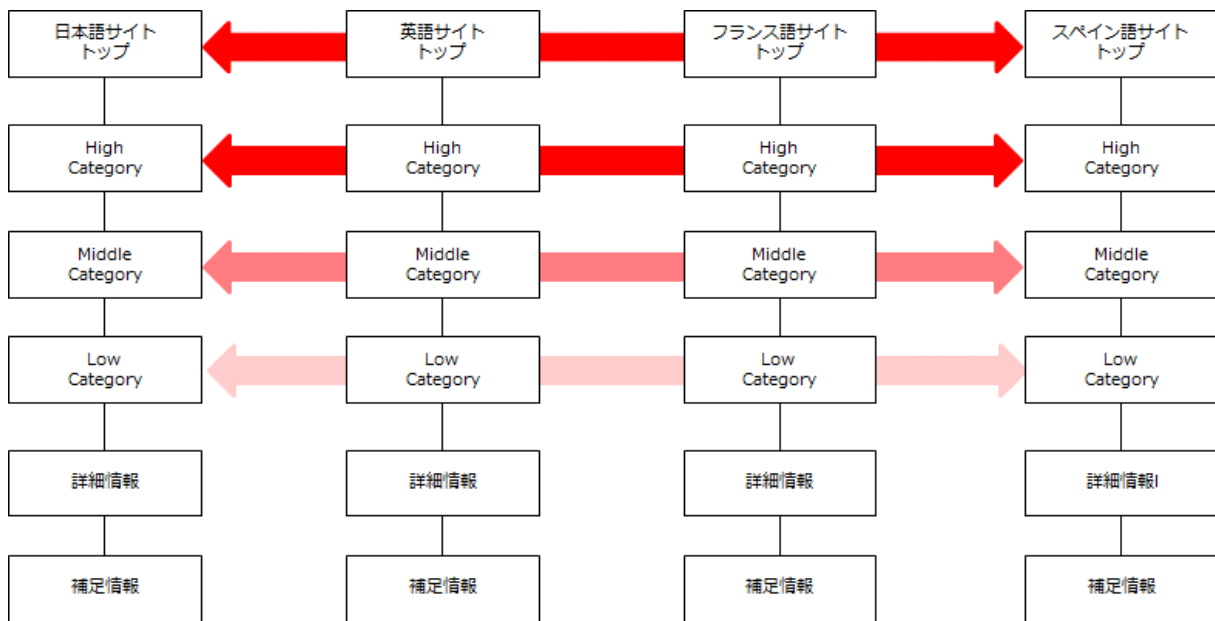 日本語サイト
トップ
英語サイト
トップ
フランス語サイト
トップ
スペイン語サイト
トップ
High
Category
High
Category
High
Category
High
Category
Middle
Category
Middle
Category
Middle
Category
Middle
Category
Low
Category
Low
Category
Low
Category
Low
Category
詳細情報
詳細情報
詳細情報
詳細情報l
補足情報
補足情報
補足情報
補足情報